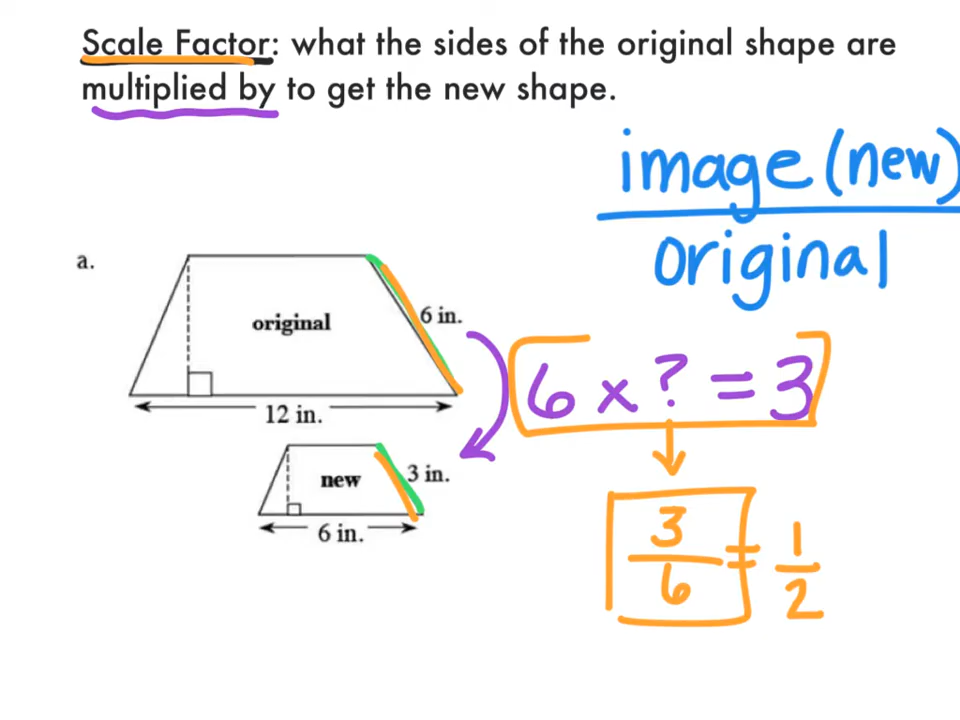 Scale Factor: what the sides of the original shape are
multiplied by to get the new shape.
image (new)
original
a.
original
6 in.
12 in.
6 x ? = 3
new
3 in.
6 in.
3
6
=
1
2